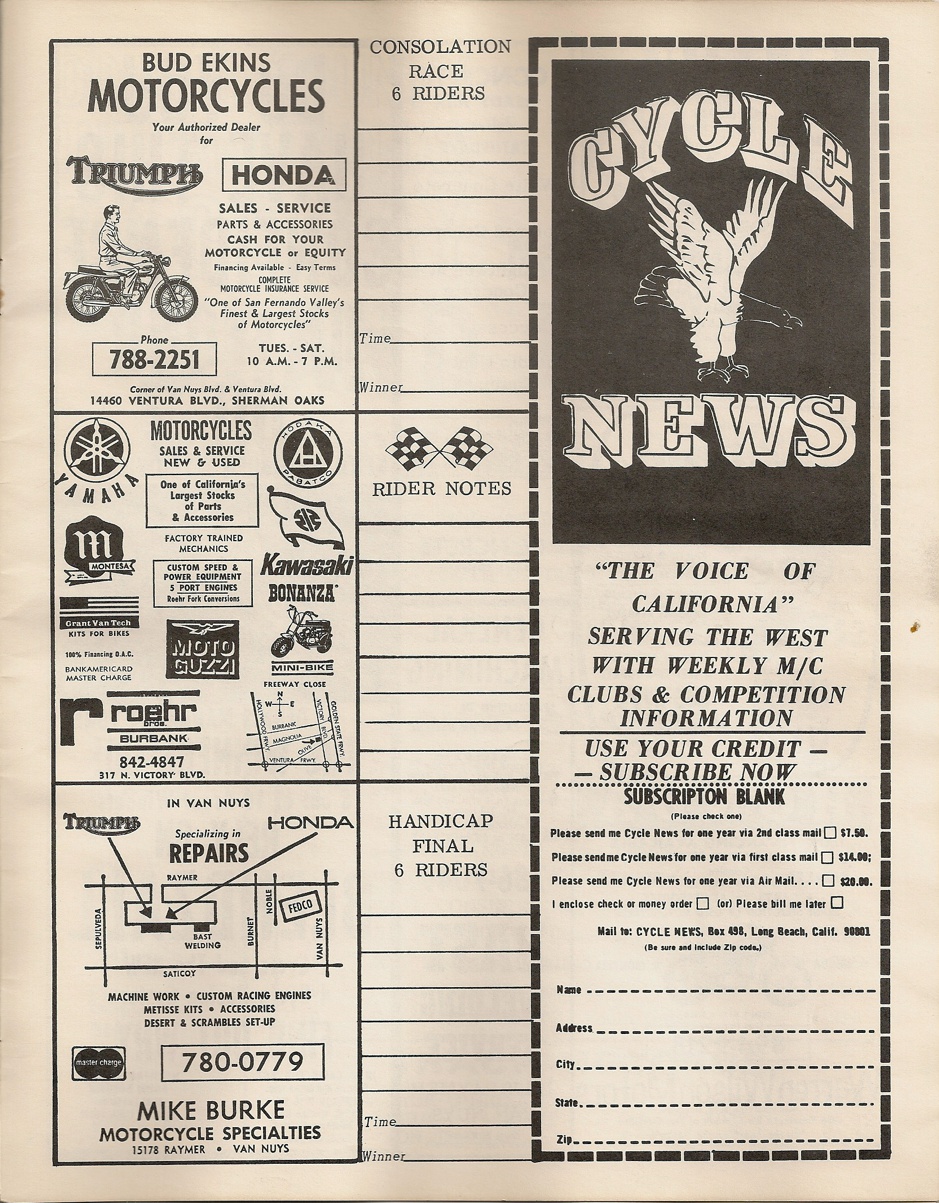 BUD EKINS
MOTORCYCLES
Your Authorized Dealer
for
TRIUMPH
HONDA
SALES - SERVICE
PARTS & ACCESSORIES
CASH FOR YOUR
MOTORCYCLE or EQUITY
Financing Available - Easy Terms
COMPLETE
MOTORCYCLE INSURANCE SERVICE
"One of San Fernando Valley's
Finest & Largest Stocks
of Motorcycles"
Phone
788-2251
TUES. - SAT.
10 A.M. - 7 P.M.
Corner of Van Nuys Blvd. & Ventura Blvd.
14460 VENTURA BLVD., SHERMAN OAKS
YAMAHA
MOTORCYCLES
SALES & SERVICE
NEW & USED
HODAKA
PABATCO
One of California's
Largest Stocks
of Parts
& Accessories
FACTORY TRAINED
MECHANICS
m
MONTESA
CUSTOM SPEED &
POWER EQUIPMENT
5 PORT ENGINES
Roehr Fork Conversions
Kawasaki
BONANZA
Grant Van Tech
KITS FOR BIKES
100% Financing O.A.C.
BANKAMERICARD
MASTER CHARGE
MOTO
GUZZI
MINI-BIKE
FREEWAY CLOSE
r roehr
bros.
BURBANK
842-4847
317 N. VICTORY BLVD.
N
W E
S
HOLLYWOOD FRWY.
BURBANK
MAGNOLIA
OLIVE
VICTORY BLVD.
GOLDEN STATE FRWY.
VENTURA FRWY.
IN VAN NUYS
TRIUMPH
HONDA
Specializing in
REPAIRS
RAYMER
SEPULVEDA
BAST
WELDING
BURNET
NOBLE
FEDCO
VAN NUYS
SATICOY
MACHINE WORK • CUSTOM RACING ENGINES
METISSE KITS • ACCESSORIES
DESERT & SCRAMBLES SET-UP
master charge
780-0779
MIKE BURKE
MOTORCYCLE SPECIALTIES
15178 RAYMER • VAN NUYS
CONSOLATION
RACE
6 RIDERS
Time
Winner
RIDER NOTES
HANDICAP
FINAL
6 RIDERS
Time
Winner
CYCLE
NEWS
"THE VOICE OF
CALIFORNIA"
SERVING THE WEST
WITH WEEKLY M/C
CLUBS & COMPETITION
INFORMATION
USE YOUR CREDIT —
— SUBSCRIBE NOW
SUBSCRIPTON BLANK
(Please check one)
Please send me Cycle News for one year via 2nd class mail $7.50.
Please send me Cycle News for one year via first class mail $14.00;
Please send me Cycle News for one year via Air Mail.... $20.00.
I enclose check or money order (or) Please bill me later
Mail to: CYCLE NEWS, Box 498, Long Beach, Calif. 90801
(Be sure and include Zip code.)
Name
Address
City
State
Zip